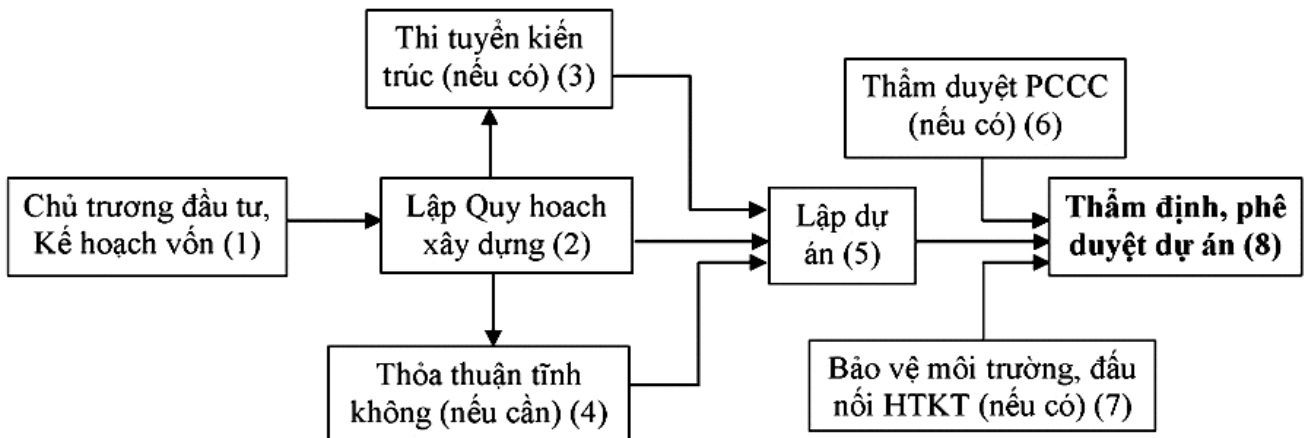 Thi tuyển kiến
trúc (nếu có) (3)
Thẩm duyệt PCCC
(nếu có) (6)
Chủ trương đầu tư,
Kế hoạch vốn (1)
Lập Quy hoach
xây dựng (2)
Lập dự
án (5)
Thẩm định, phê
duyệt dự án (8)
Thỏa thuận tĩnh
không (nếu cần) (4)
Bảo vệ môi trường, đấu
nối HTKT (nếu có) (7)